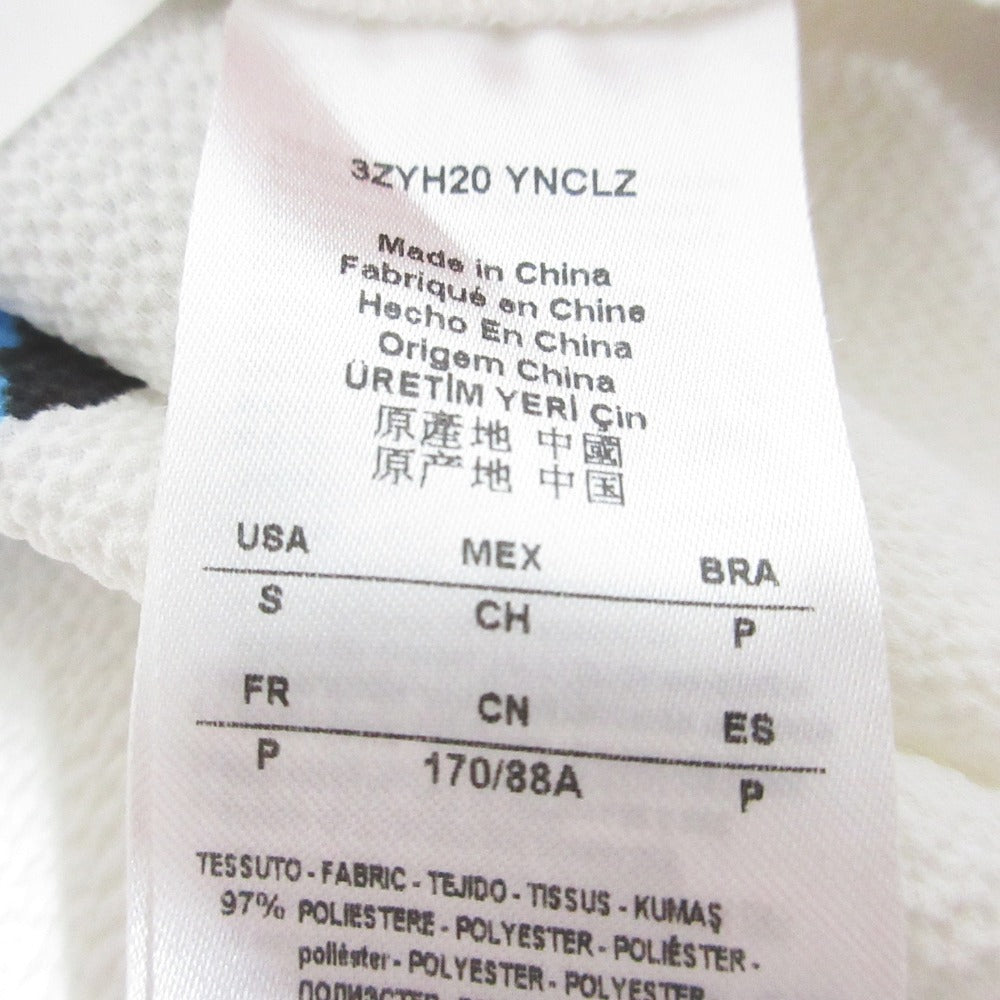 3ZYH20 YNCLZ
Made in China
Fabriqué en Chine
Hecho En China
Origem China
ÜRETİM YERİ Çin
原產地 中國
原产地 中国
USA MEX BRA
S CH P
FR CN ES
P 170/88A P
TESSUTO - FABRIC - TEJIDO - TISSUS - KUMAŞ
97% POLIESTERE - POLYESTER - POLIÉSTER -
poliéster - POLYESTER - POLYESTER -
ПОЛИЭСТЕР